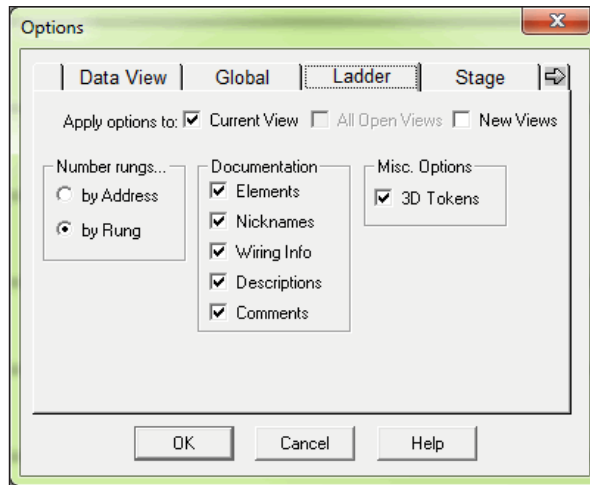 Options
Data View Global Ladder Stage
Apply options to: Current View All Open Views New Views
Number rungs...
by Address
by Rung
Documentation
Elements
Nicknames
Wiring Info
Descriptions
Comments
Misc. Options
3D Tokens
OK Cancel Help